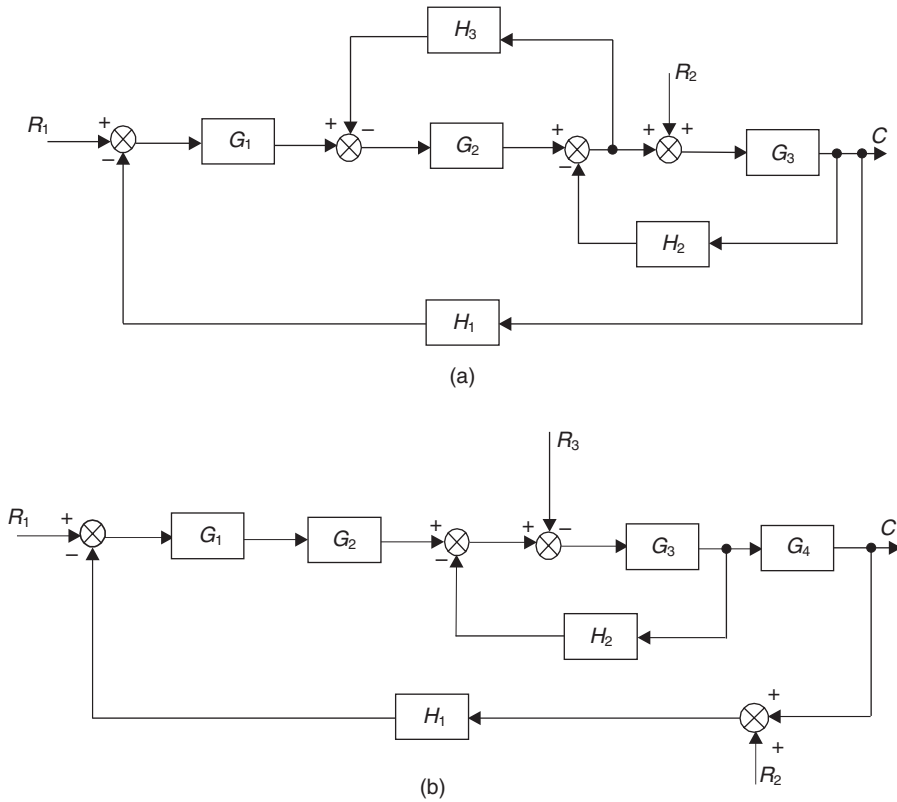 H₃
R₂
R₁ + − G₁ + − G₂ + − + + G₃ C
H₂
H₁
(a)
R₃
R₁ + − G₁ G₂ + − + − G₃ G₄ C
H₂
H₁ + +
R₂
(b)